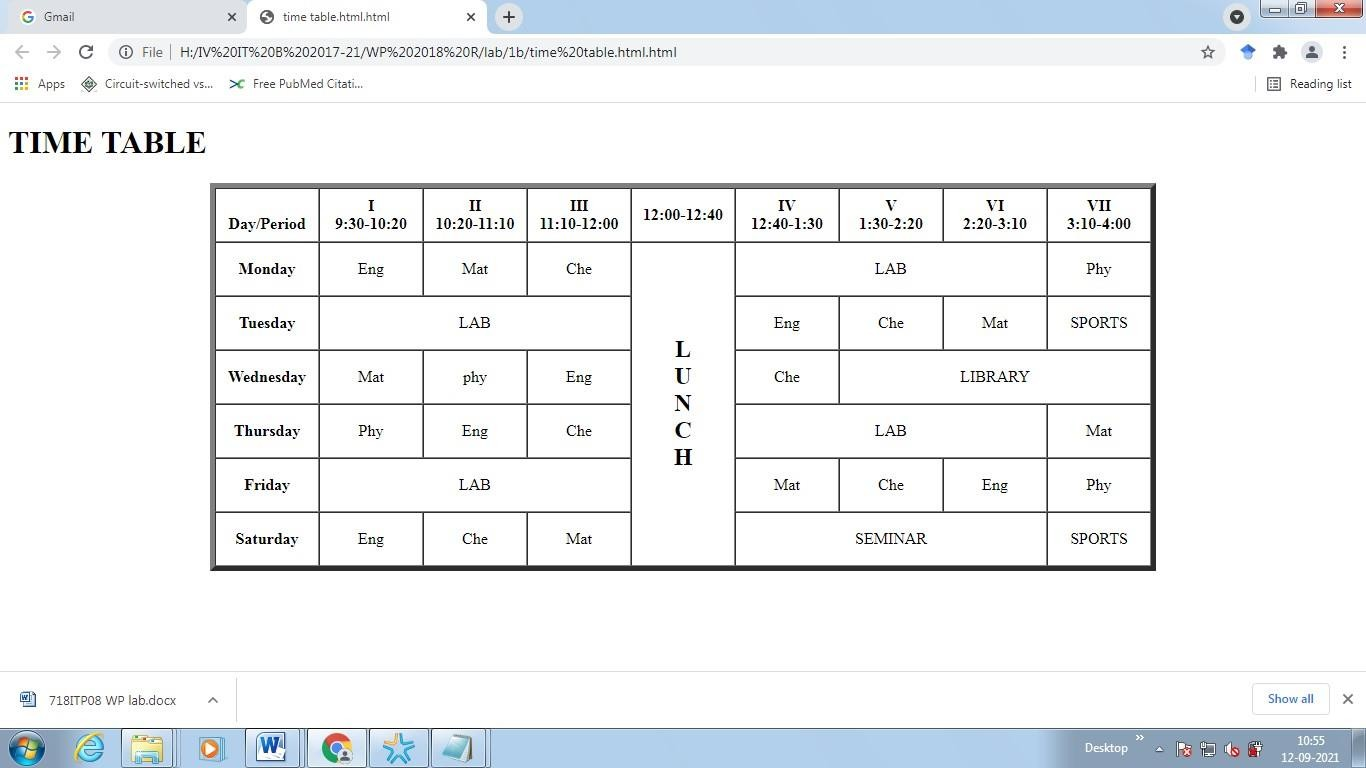 Gmail
time table.html.html
File
H:/IV%20IT%20B%202017-21/WP%202018%20R/lab/1b/time%20table.html.html
Apps
Circuit-switched vs...
Free PubMed Citati...
Reading list
TIME TABLE
Day/Period
I
9:30-10:20
II
10:20-11:10
III
11:10-12:00
12:00-12:40
IV
12:40-1:30
V
1:30-2:20
VI
2:20-3:10
VII
3:10-4:00
Monday
Eng
Mat
Che
L
U
N
C
H
LAB
Phy
Tuesday
LAB
Eng
Che
Mat
SPORTS
Wednesday
Mat
phy
Eng
Che
LIBRARY
Thursday
Phy
Eng
Che
LAB
Mat
Friday
LAB
Mat
Che
Eng
Phy
Saturday
Eng
Che
Mat
SEMINAR
SPORTS
718ITP08 WP lab.docx
Show all
Desktop
10:55
12-09-2021